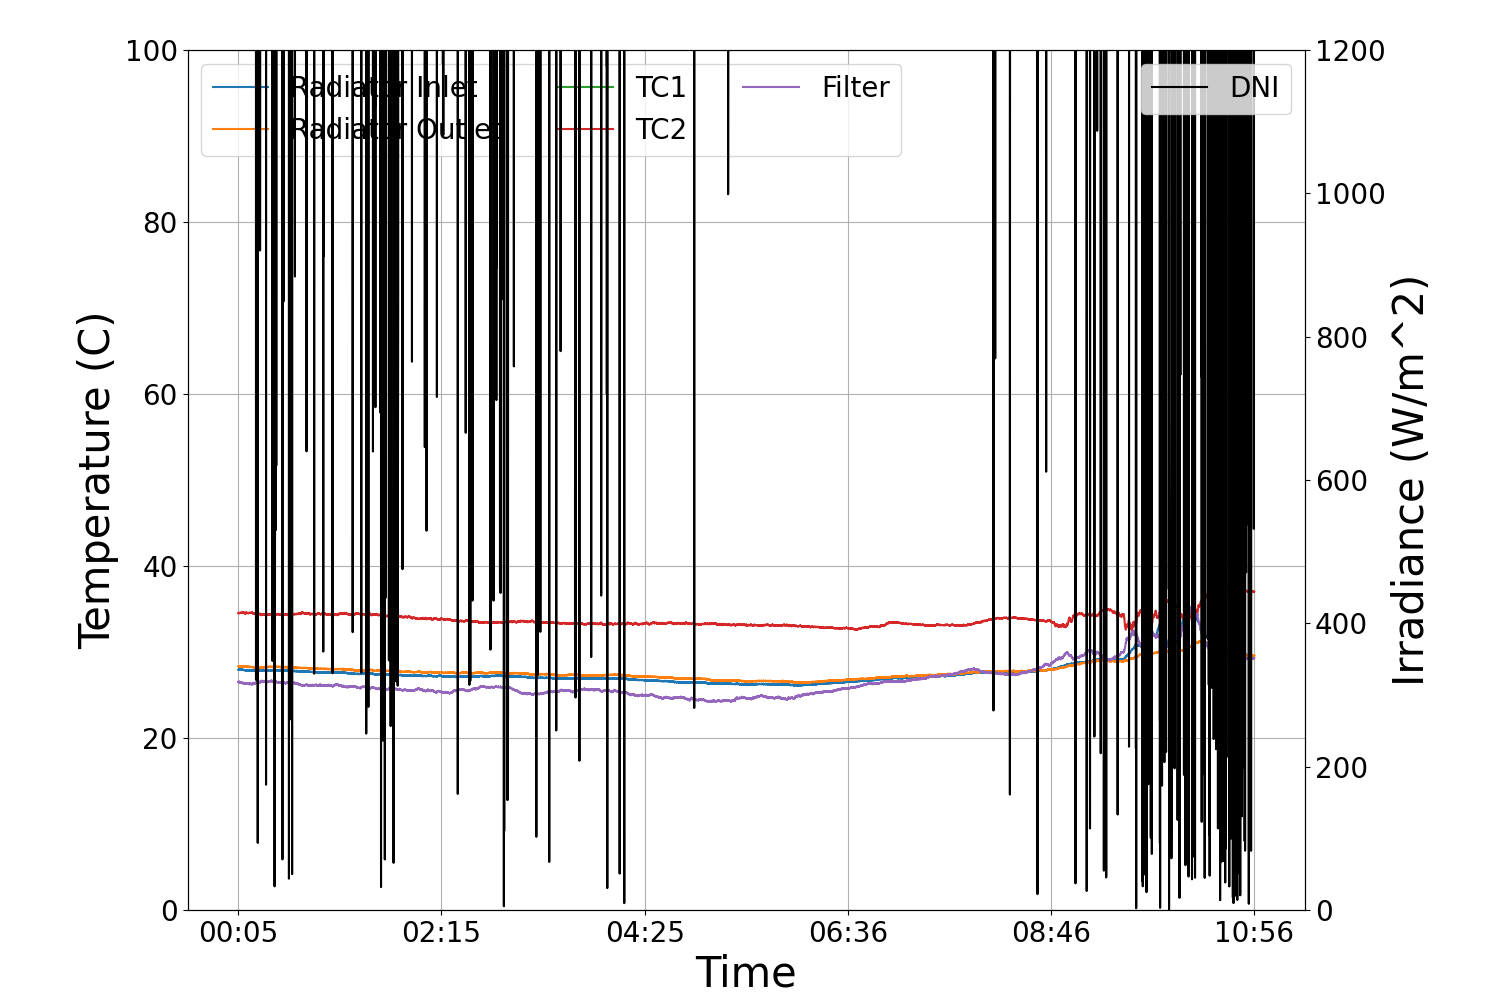 100
80
60
40
20
0
Temperature (C)
Radiator Inlet
Radiator Outlet
TC1
TC2
Filter
DNI
1200
1000
800
600
400
200
0
Irradiance (W/m^2)
00:05 02:15 04:25 06:36 08:46 10:56
Time